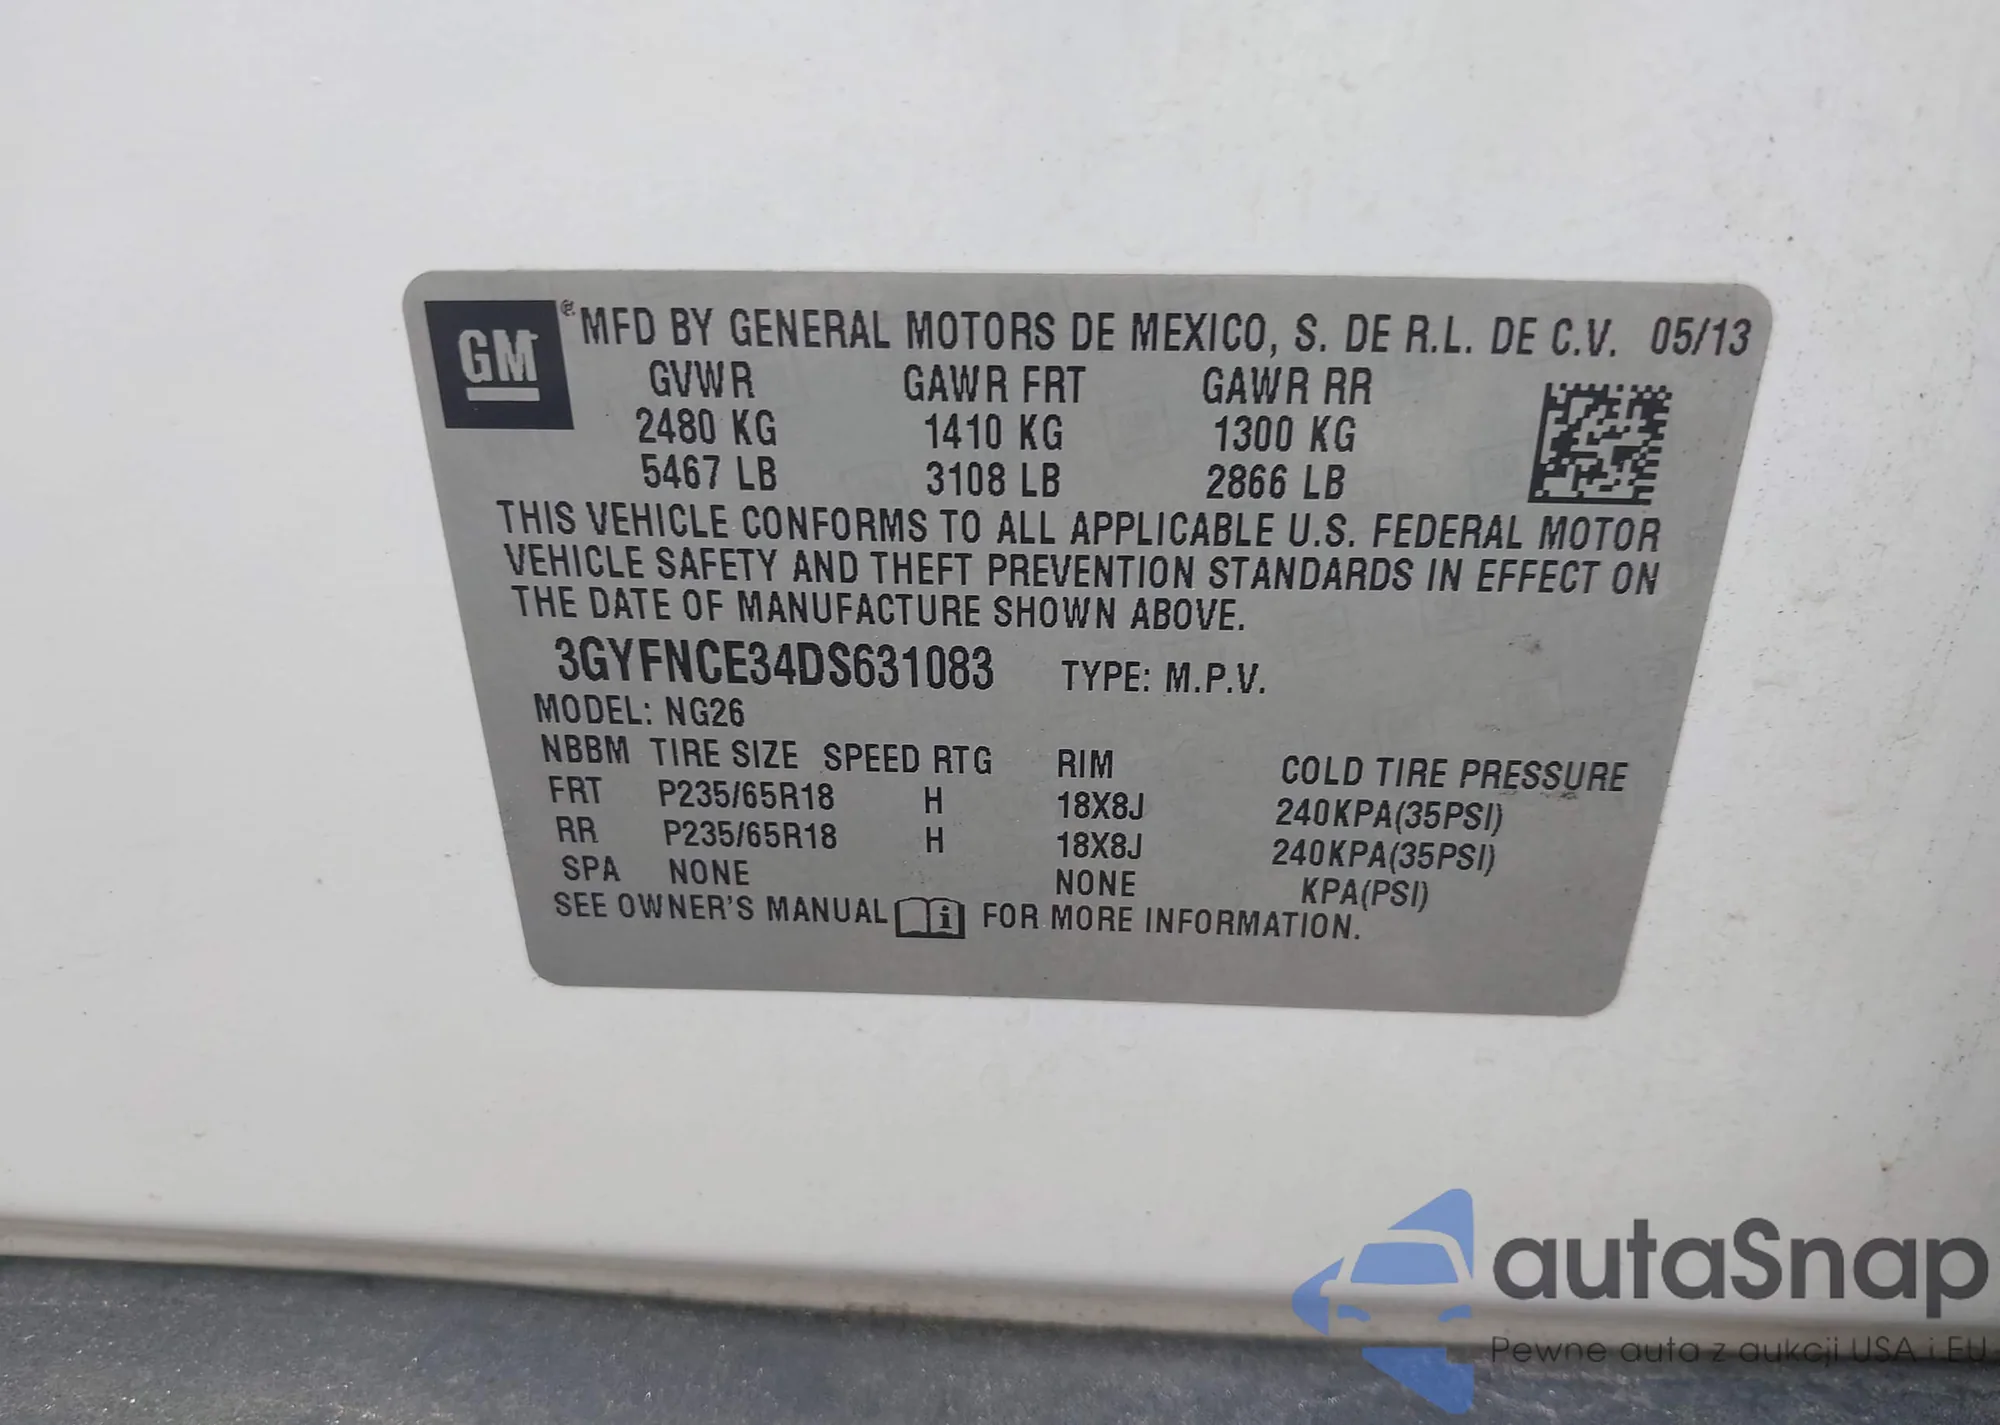 GM ® MFD BY GENERAL MOTORS DE MEXICO, S. DE R.L. DE C.V. 05/13
GVWR GAWR FRT GAWR RR
2480 KG 1410 KG 1300 KG
5467 LB 3108 LB 2866 LB
THIS VEHICLE CONFORMS TO ALL APPLICABLE U.S. FEDERAL MOTOR
VEHICLE SAFETY AND THEFT PREVENTION STANDARDS IN EFFECT ON
THE DATE OF MANUFACTURE SHOWN ABOVE.
3GYFNCE34DS631083 TYPE: M.P.V.
MODEL: NG26
NBBM TIRE SIZE SPEED RTG RIM COLD TIRE PRESSURE
FRT P235/65R18 H 18X8J 240KPA(35PSI)
RR P235/65R18 H 18X8J 240KPA(35PSI)
SPA NONE NONE KPA(PSI)
SEE OWNER'S MANUAL i FOR MORE INFORMATION.
autaSnap
Pewne auta z aukcji USA i EU